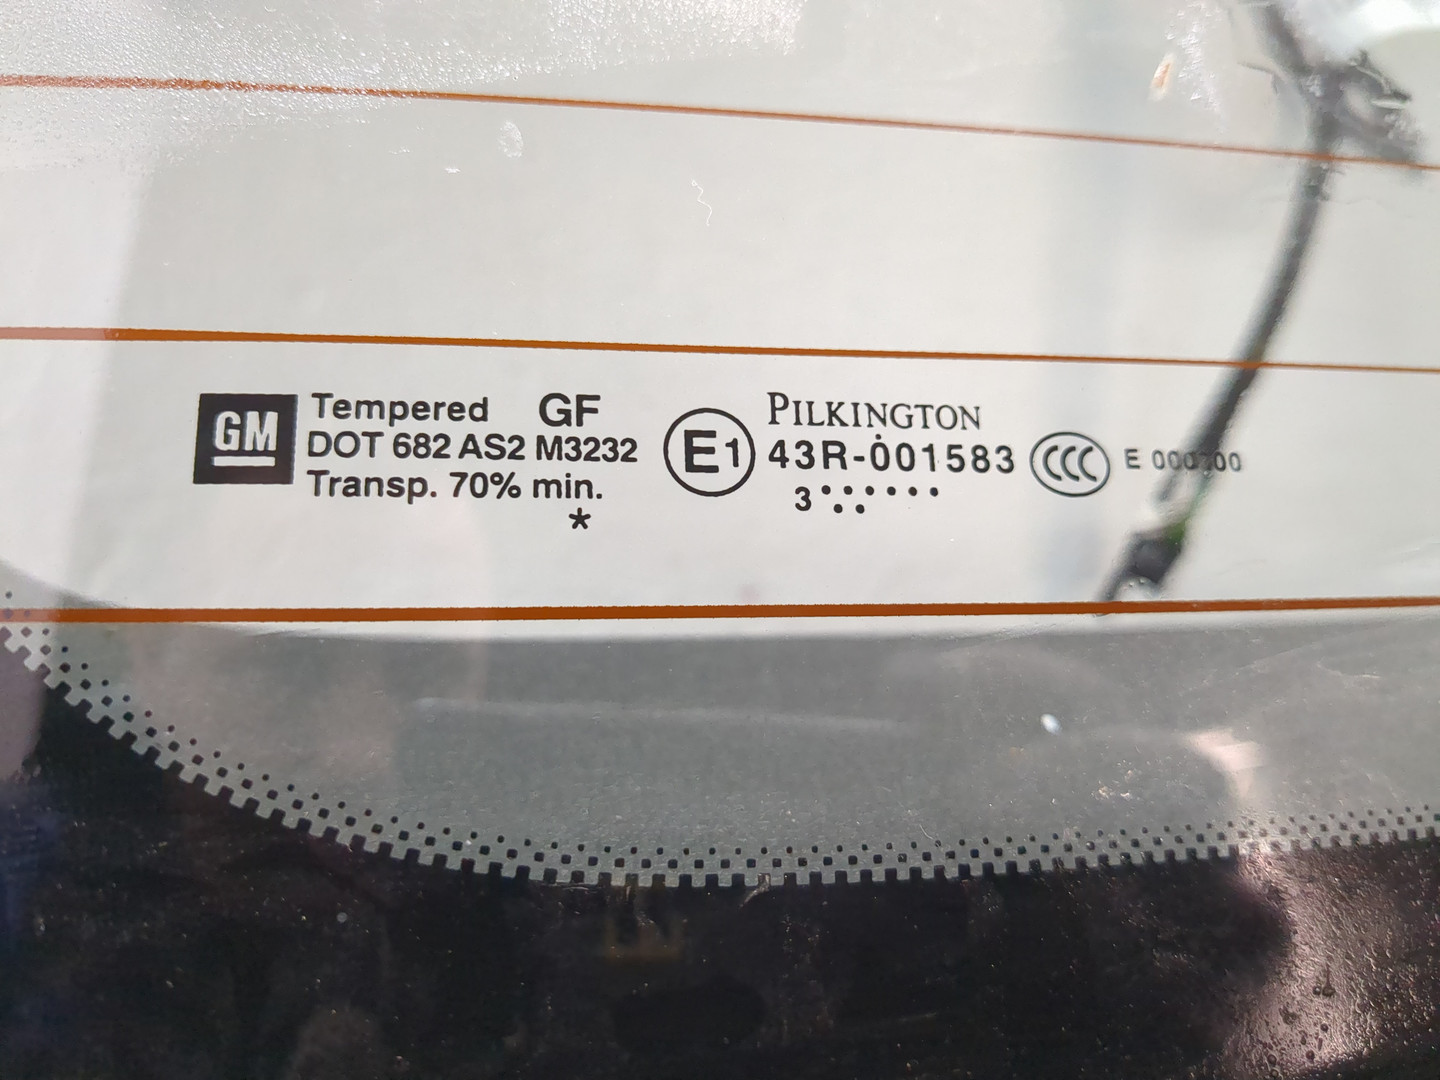 GM
Tempered GF
DOT 682 AS2 M3232
Transp. 70% min.
*
E1
PILKINGTON
43R-001583
3
CCC
E